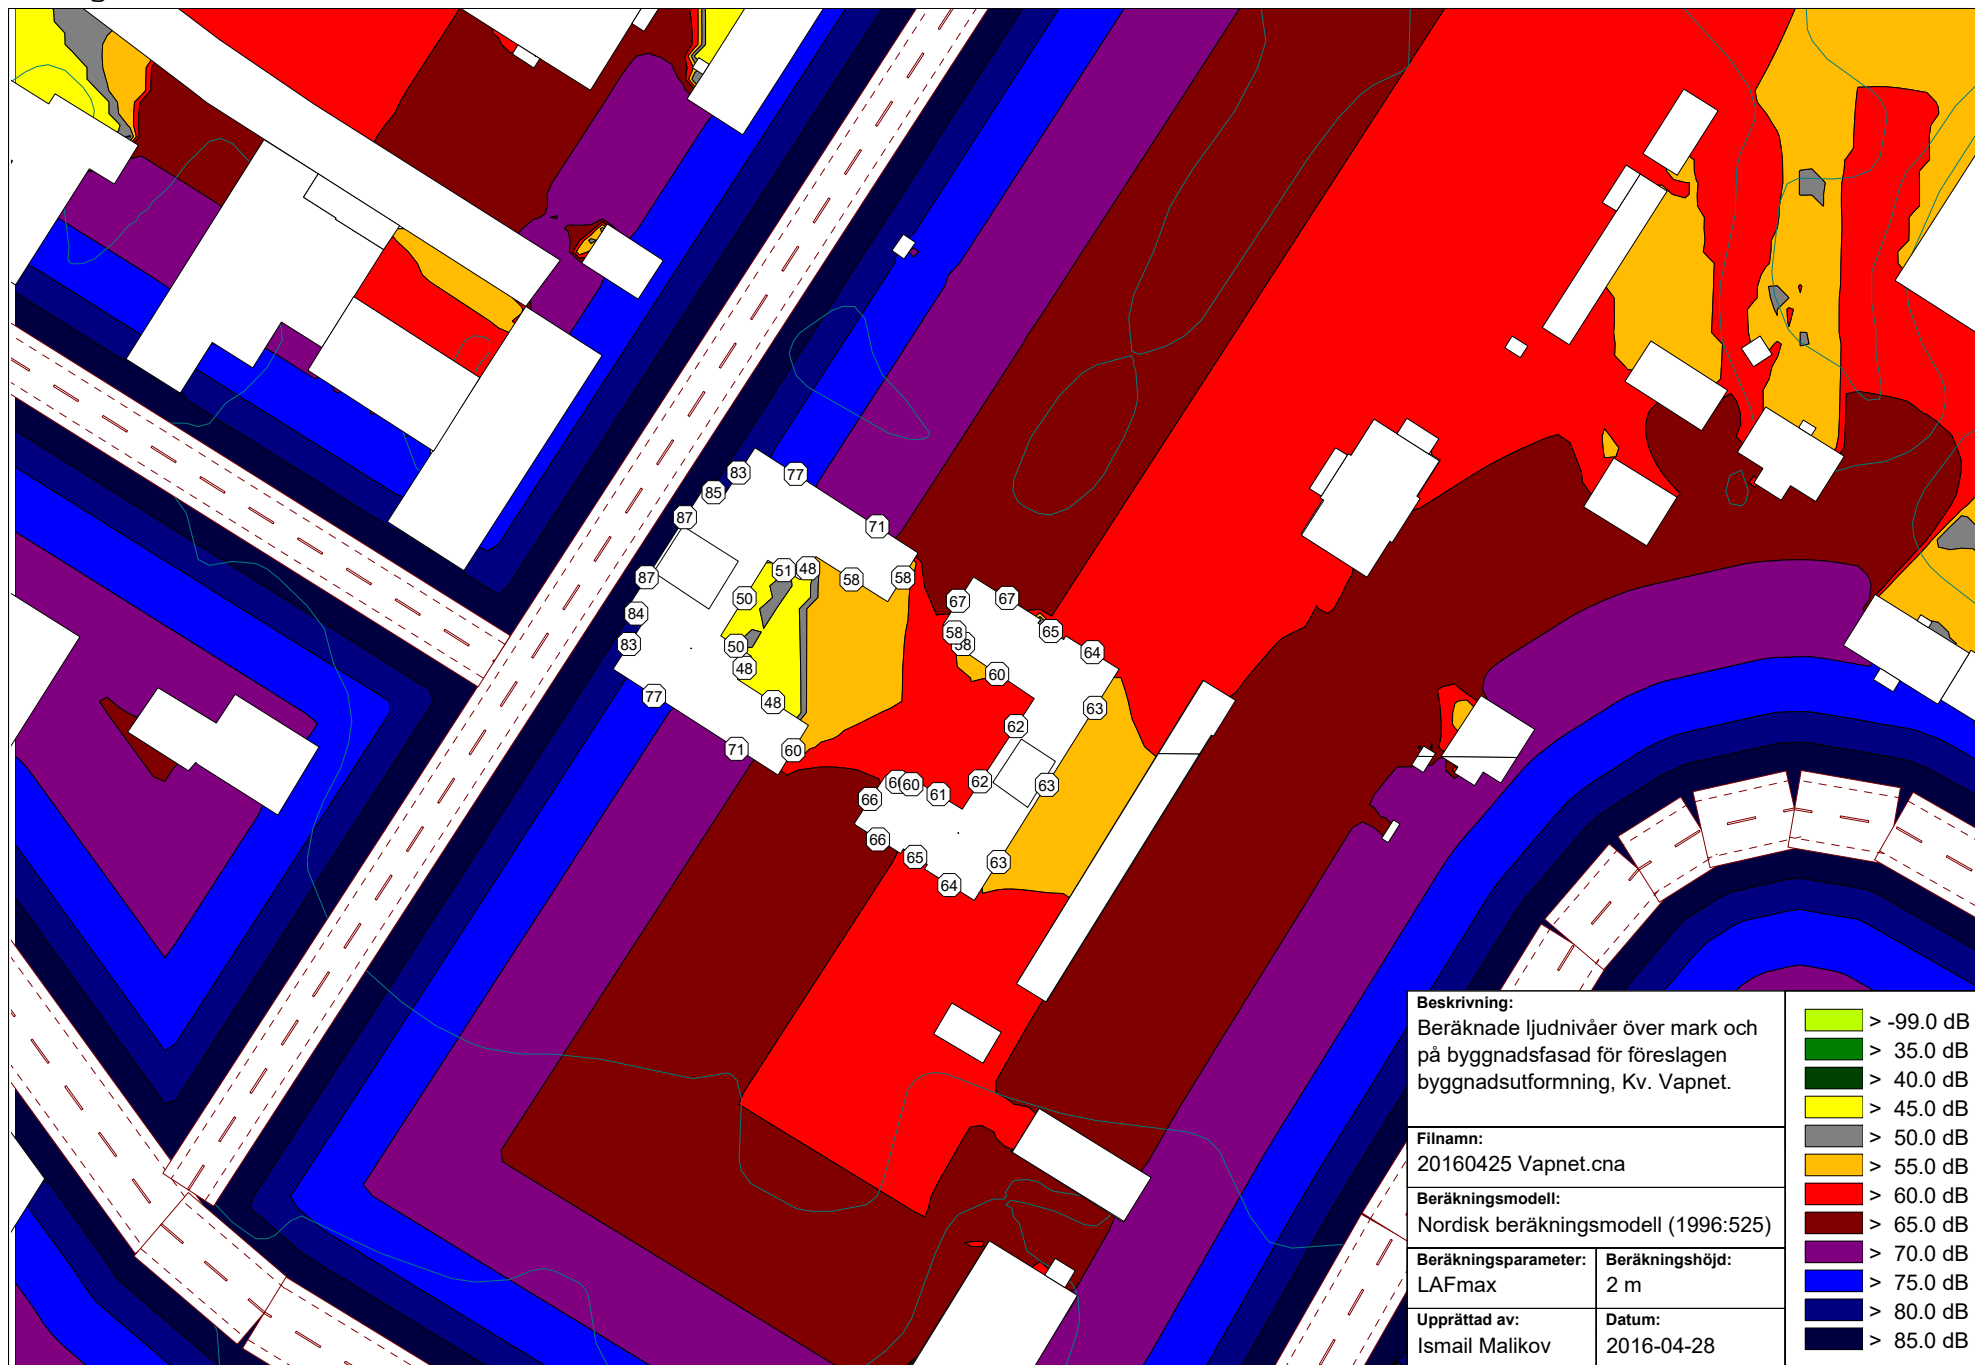 83
77
85
87
71
87
51
48
58
58
50
84
83
50
48
77
48
71
60
67
67
58
58
65
64
60
63
62
62
63
60
61
66
66
65
63
64
Beskrivning:
Beräknade ljudnivåer över mark och
på byggnadsfasad för föreslagen
byggnadsutformning, Kv. Vapnet.
Filnamn:
20160425 Vapnet.cna
Beräkningsmodell:
Nordisk beräkningsmodell (1996:525)
Beräkningsparameter:
LAFmax
Beräkningshöjd:
2 m
Upprättad av:
Ismail Malikov
Datum:
2016-04-28
> -99.0 dB
> 35.0 dB
> 40.0 dB
> 45.0 dB
> 50.0 dB
> 55.0 dB
> 60.0 dB
> 65.0 dB
> 70.0 dB
> 75.0 dB
> 80.0 dB
> 85.0 dB